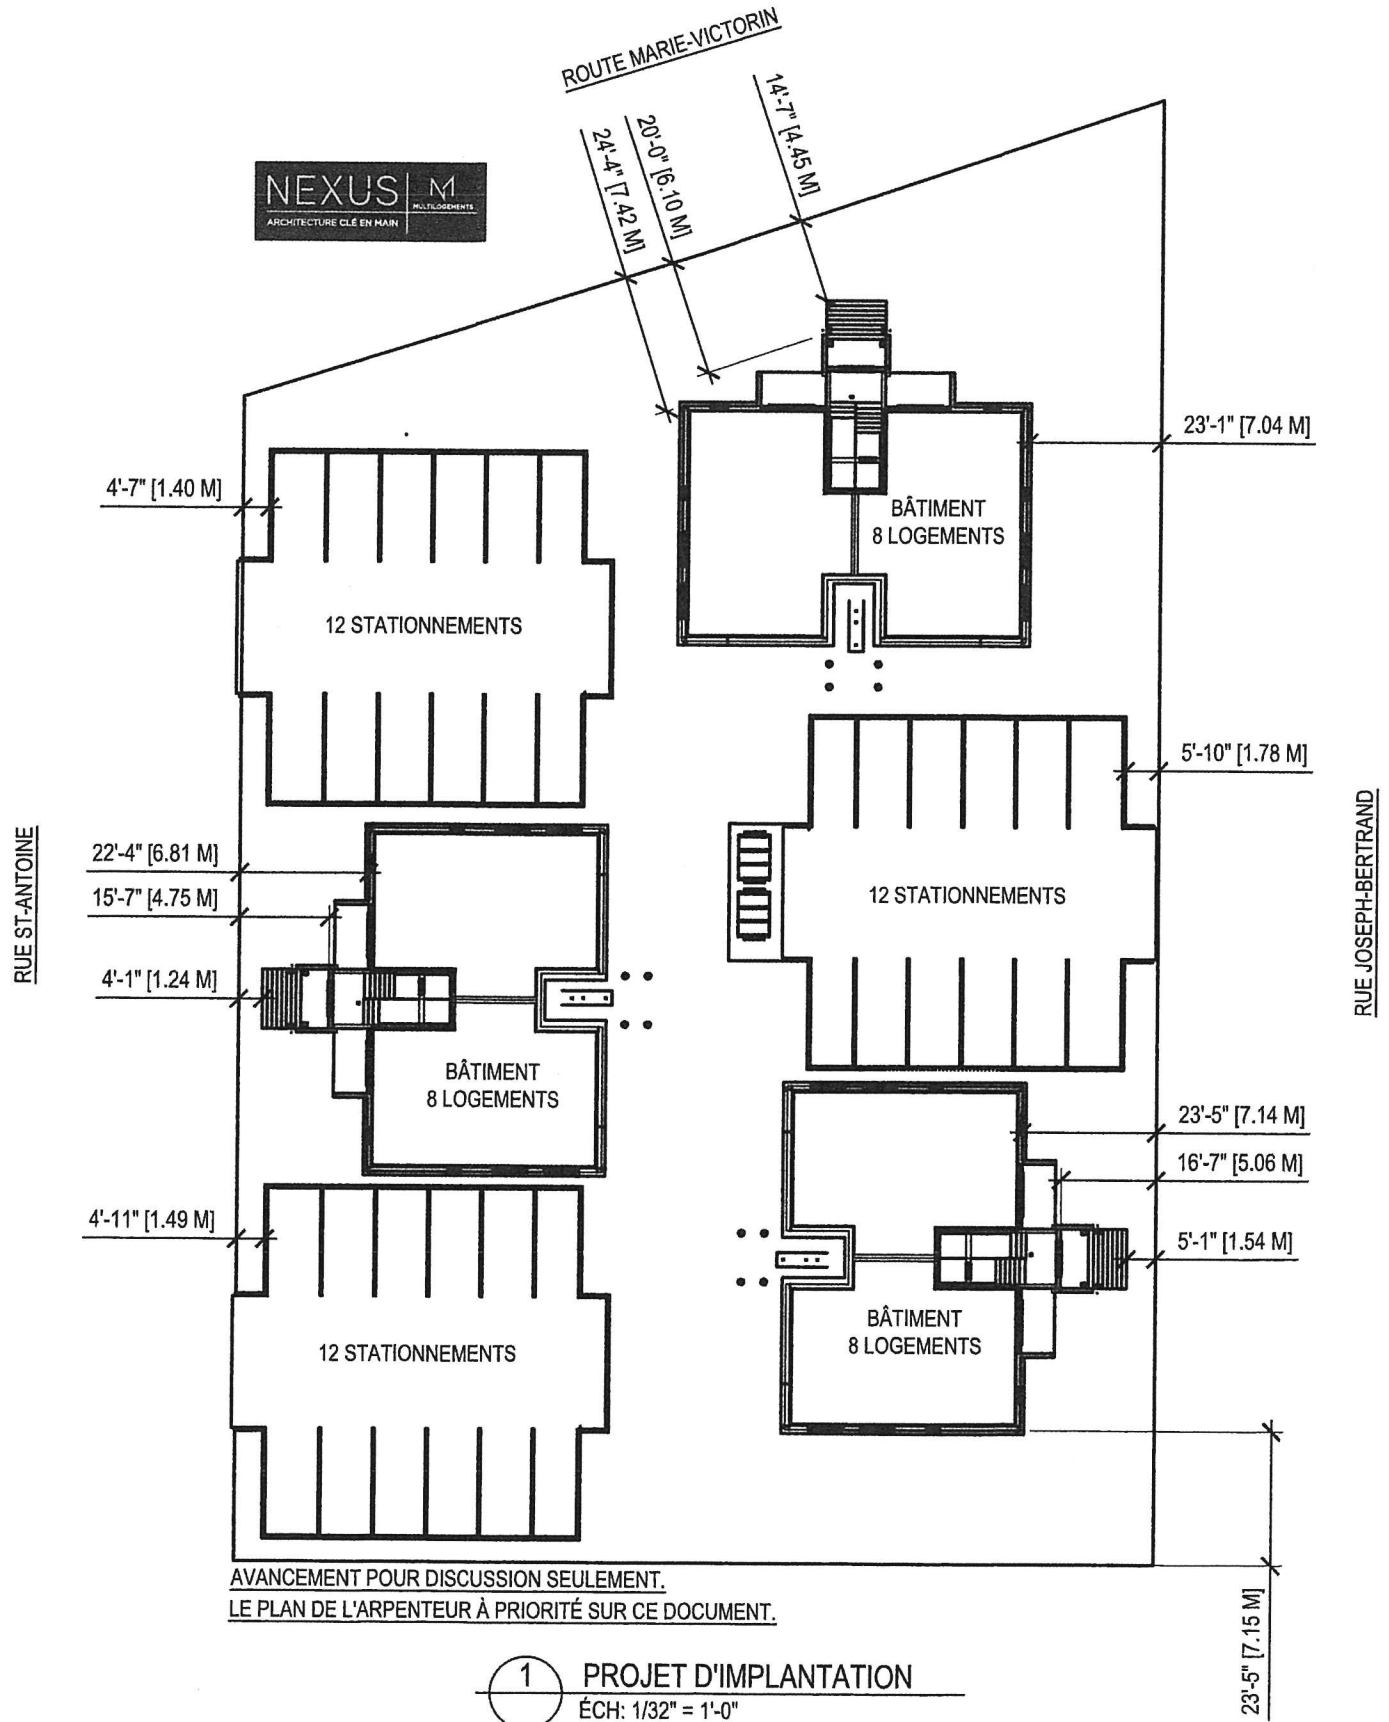 ROUTE MARIE-VICTORIN
14'-7" [4.45 M]
20'-0" [6.10 M]
24'-4" [7.42 M]
NEXUS
M
MULTILOGEMENTS
ARCHITECTURE CLÉ EN MAIN
23'-1" [7.04 M]
4'-7" [1.40 M]
BÂTIMENT
8 LOGEMENTS
12 STATIONNEMENTS
5'-10" [1.78 M]
RUE ST-ANTOINE
22'-4" [6.81 M]
15'-7" [4.75 M]
4'-1" [1.24 M]
12 STATIONNEMENTS
RUE JOSEPH-BERTRAND
BÂTIMENT
8 LOGEMENTS
23'-5" [7.14 M]
16'-7" [5.06 M]
5'-1" [1.54 M]
4'-11" [1.49 M]
BÂTIMENT
8 LOGEMENTS
12 STATIONNEMENTS
23'-5" [7.15 M]
AVANCEMENT POUR DISCUSSION SEULEMENT.
LE PLAN DE L'ARPENTEUR À PRIORITÉ SUR CE DOCUMENT.
1 PROJET D'IMPLANTATION
ÉCH: 1/32" = 1'-0"